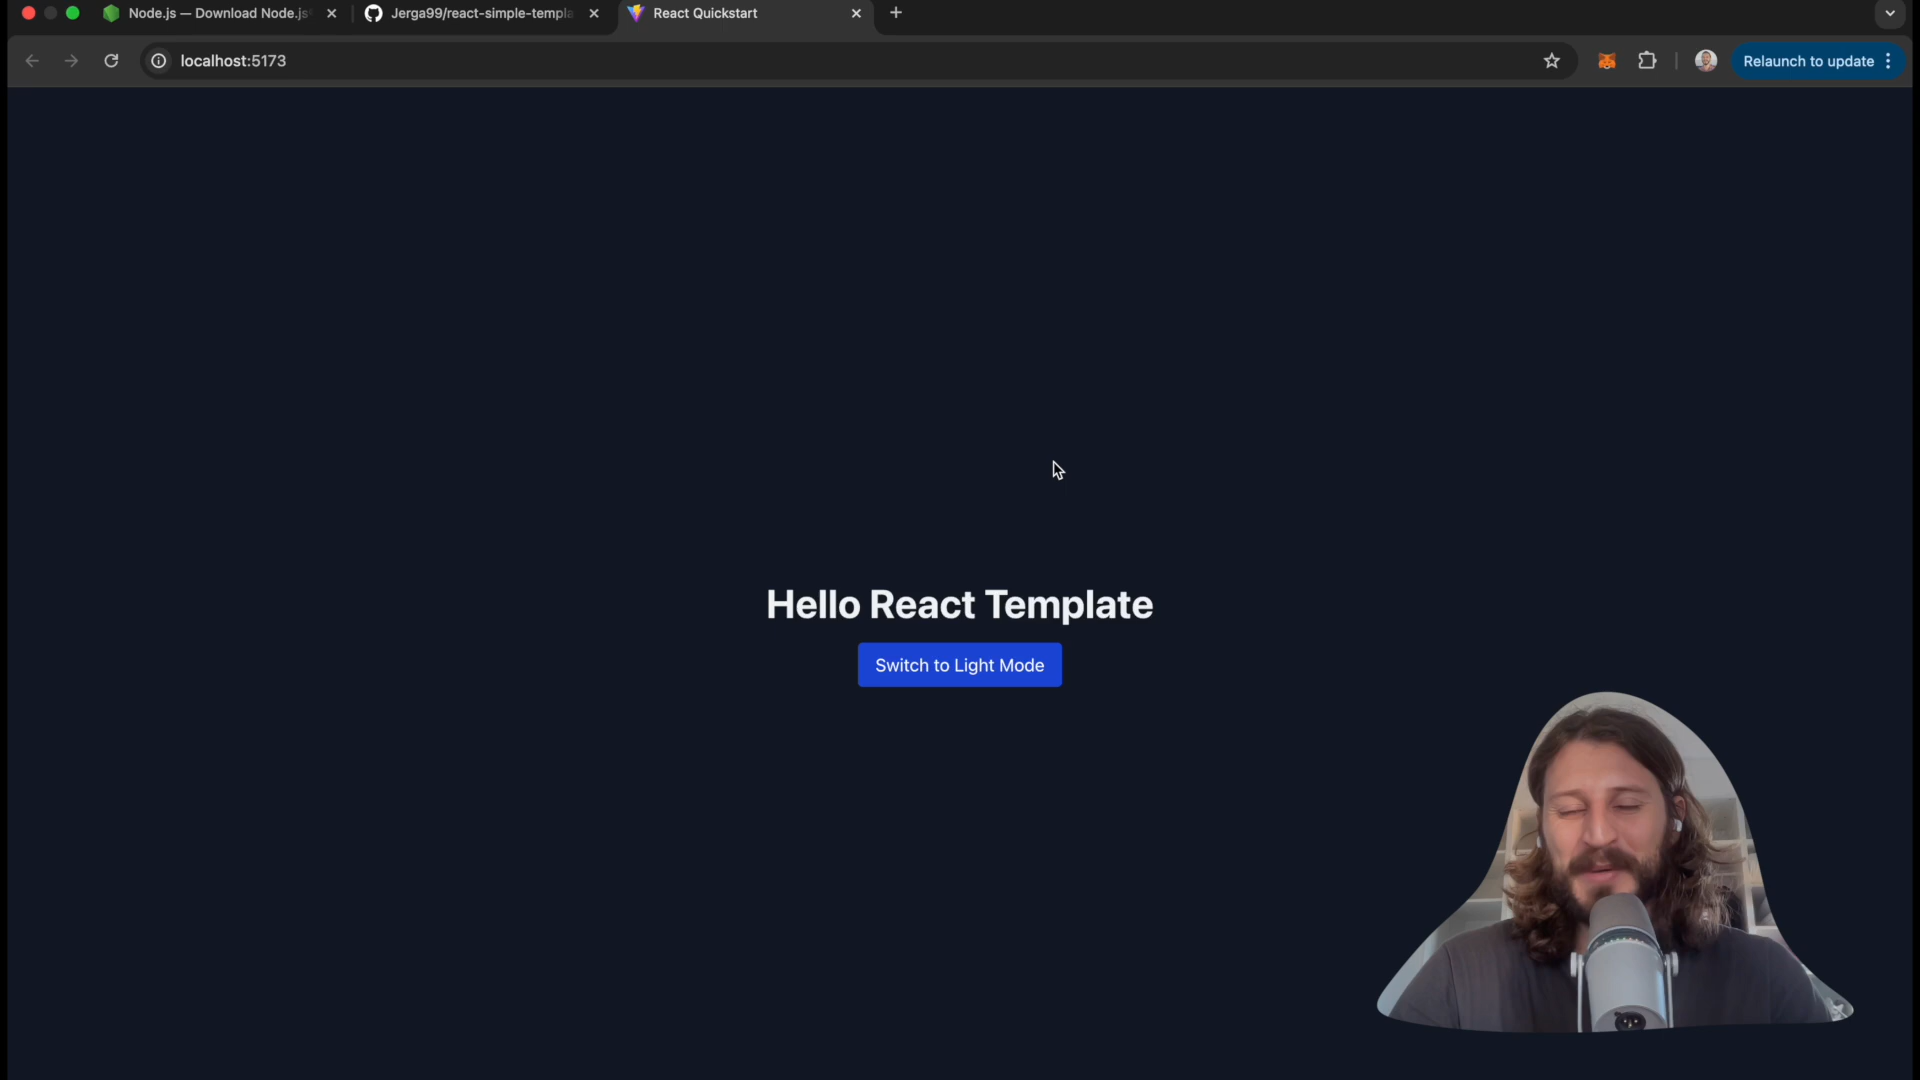 Node.js — Download Node.js
Jerga99/react-simple-templa
React Quickstart
localhost:5173
Relaunch to update
Hello React Template
Switch to Light Mode